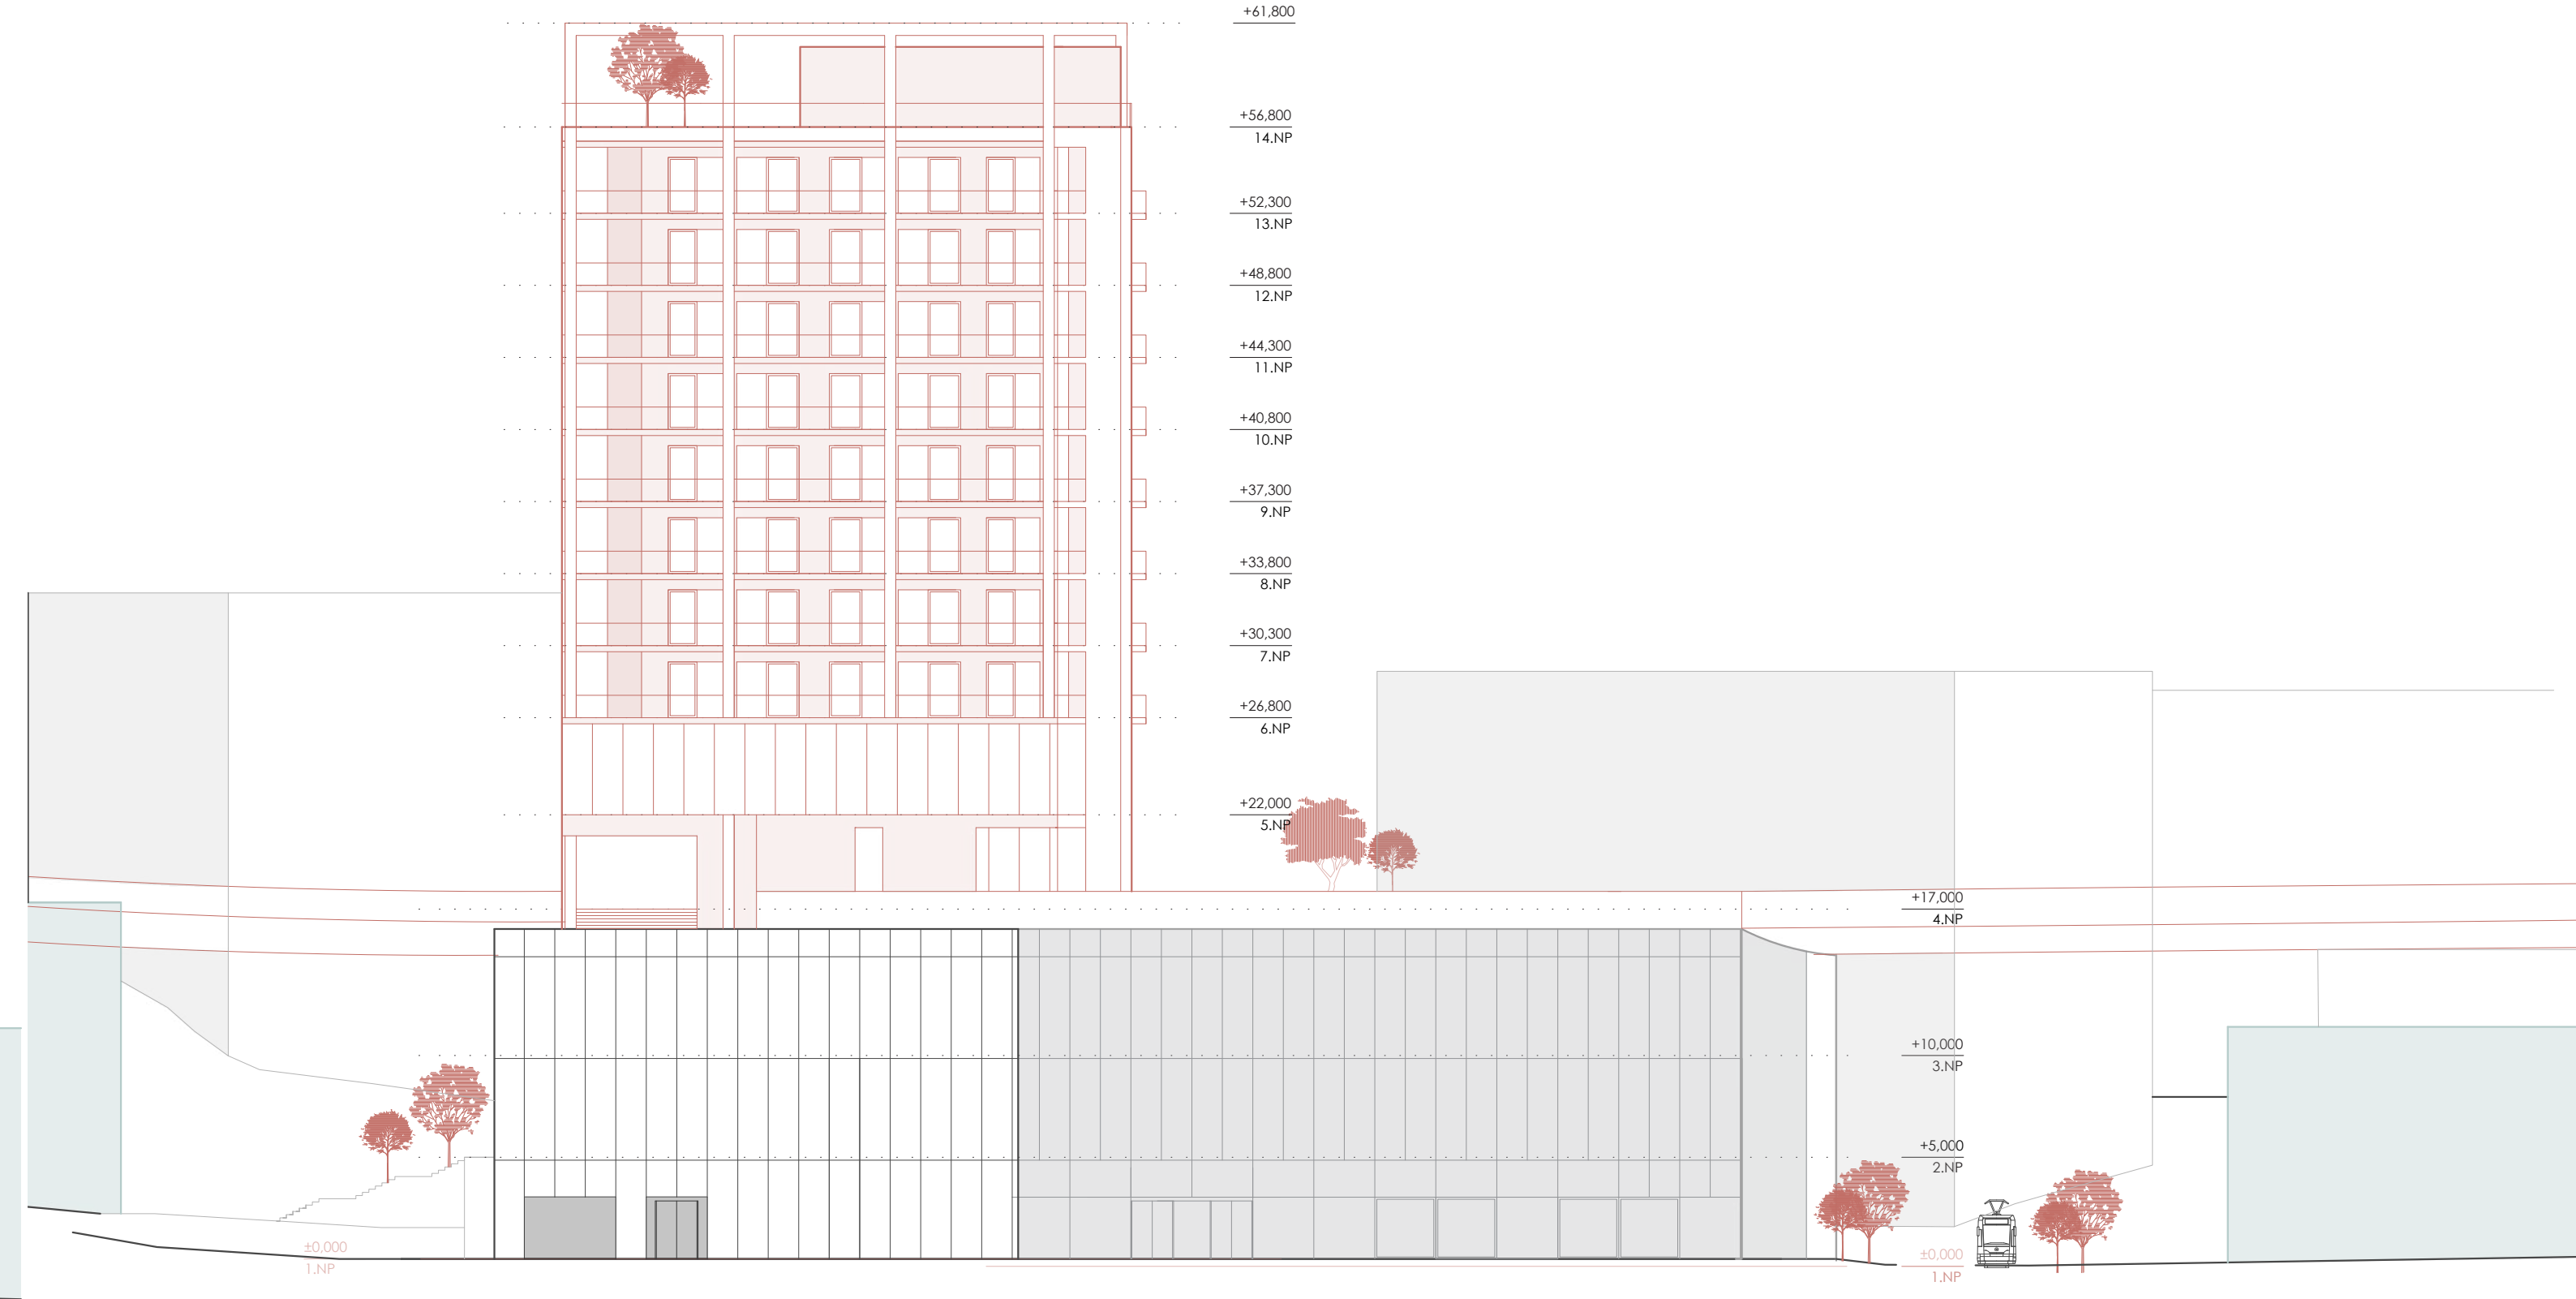 +61,800
+56,800
14.NP
+52,300
13.NP
+48,800
12.NP
+44,300
11.NP
+40,800
10.NP
+37,300
9.NP
+33,800
8.NP
+30,300
7.NP
+26,800
6.NP
+22,000
5.NP
+17,000
4.NP
+10,000
3.NP
+5,000
2.NP
±0,000
1.NP
±0,000
1.NP